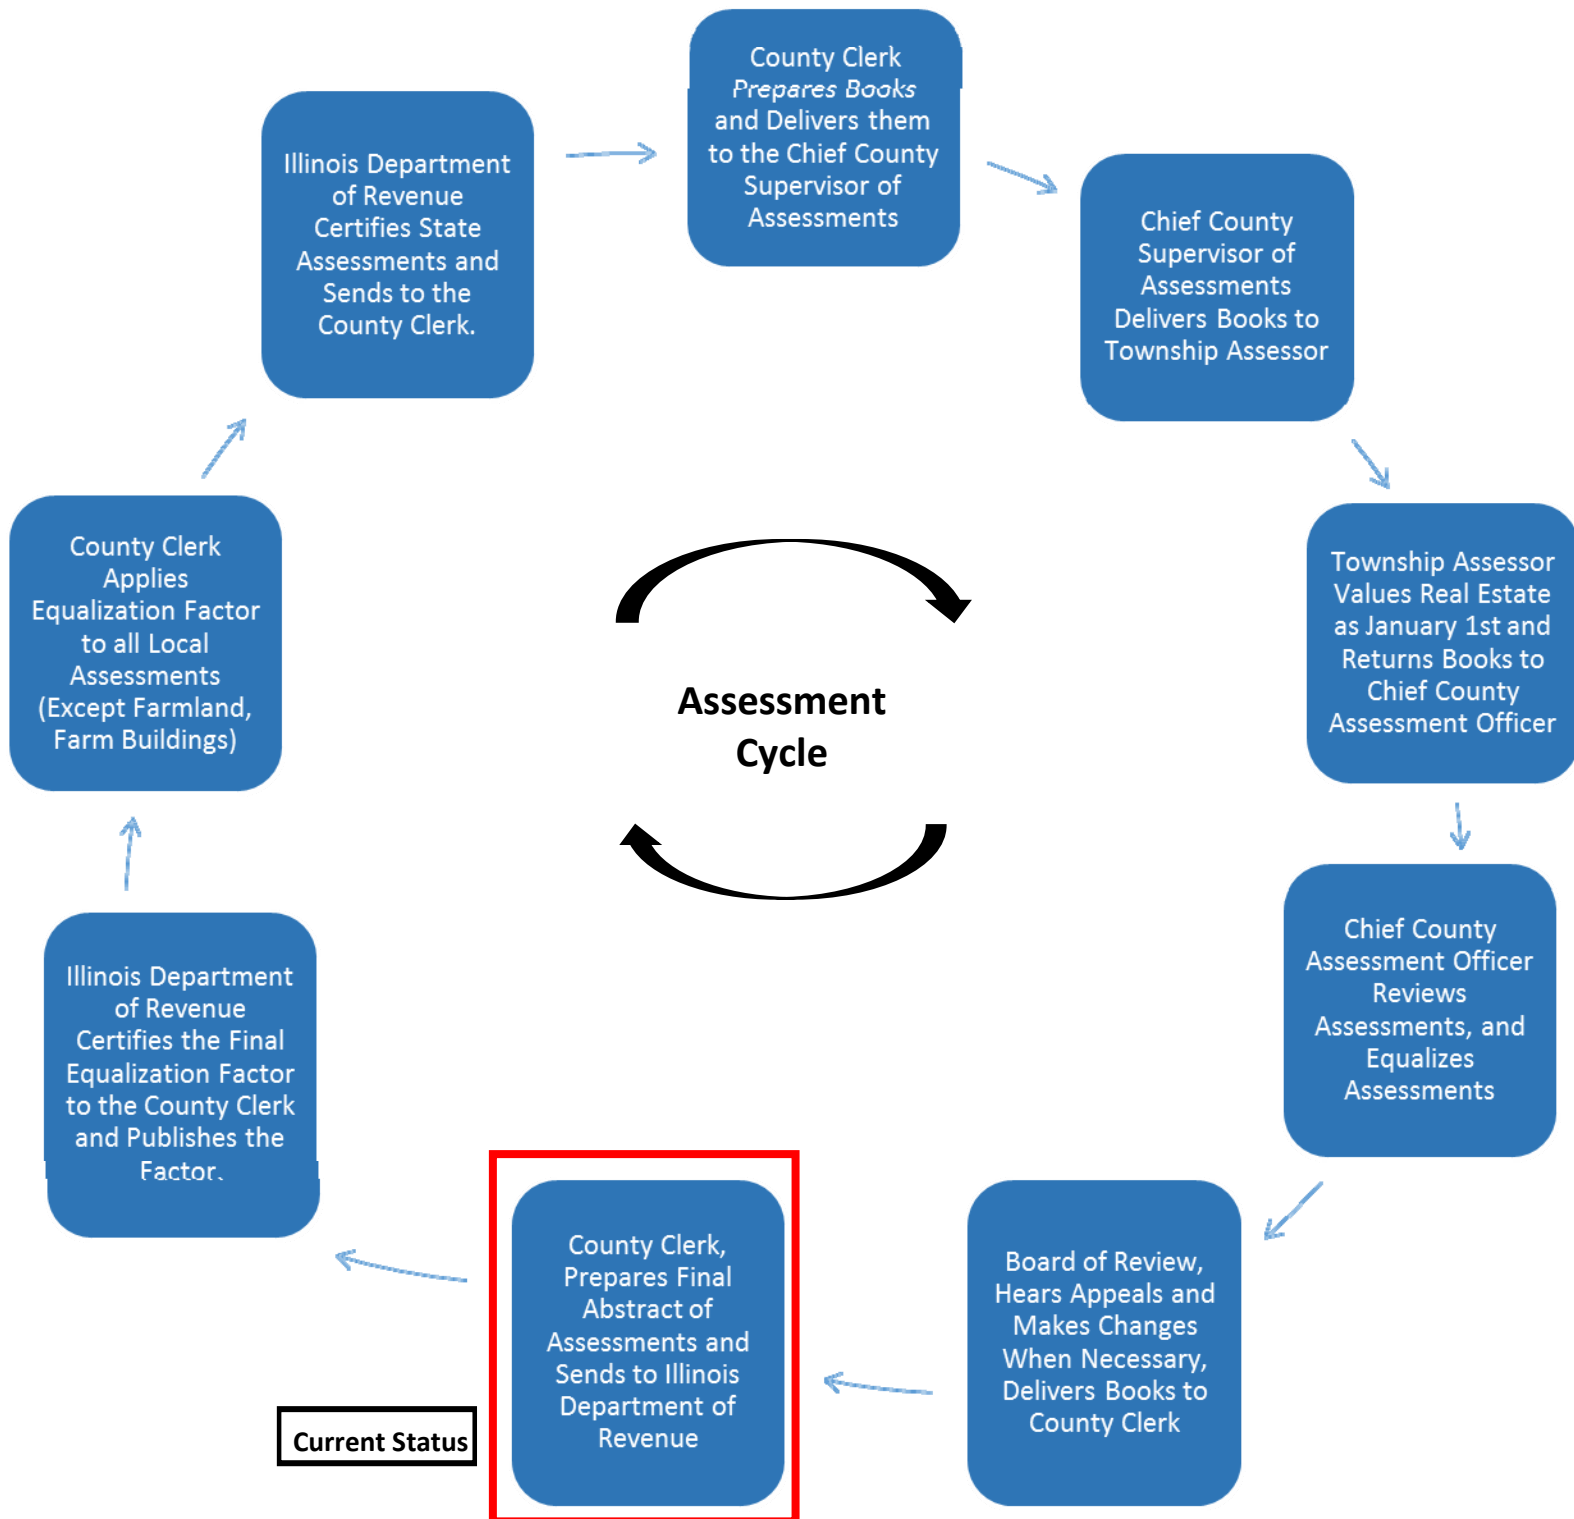 County Clerk
Prepares Books
and Delivers them
to the Chief County
Supervisor of
Assessments
Chief County
Supervisor of
Assessments
Delivers Books to
Township Assessor
Township Assessor
Values Real Estate
as January 1st and
Returns Books to
Chief County
Assessment Officer
Chief County
Assessment Officer
Reviews
Assessments, and
Equalizes
Assessments
Board of Review,
Hears Appeals and
Makes Changes
When Necessary,
Delivers Books to
County Clerk
County Clerk,
Prepares Final
Abstract of
Assessments and
Sends to Illinois
Department of
Revenue
Current Status
Illinois Department
of Revenue
Certifies the Final
Equalization Factor
to the County Clerk
and Publishes the
Factor.
County Clerk
Applies
Equalization Factor
to all Local
Assessments
(Except Farmland,
Farm Buildings)
Illinois Department
of Revenue
Certifies State
Assessments and
Sends to the
County Clerk.
Assessment
Cycle